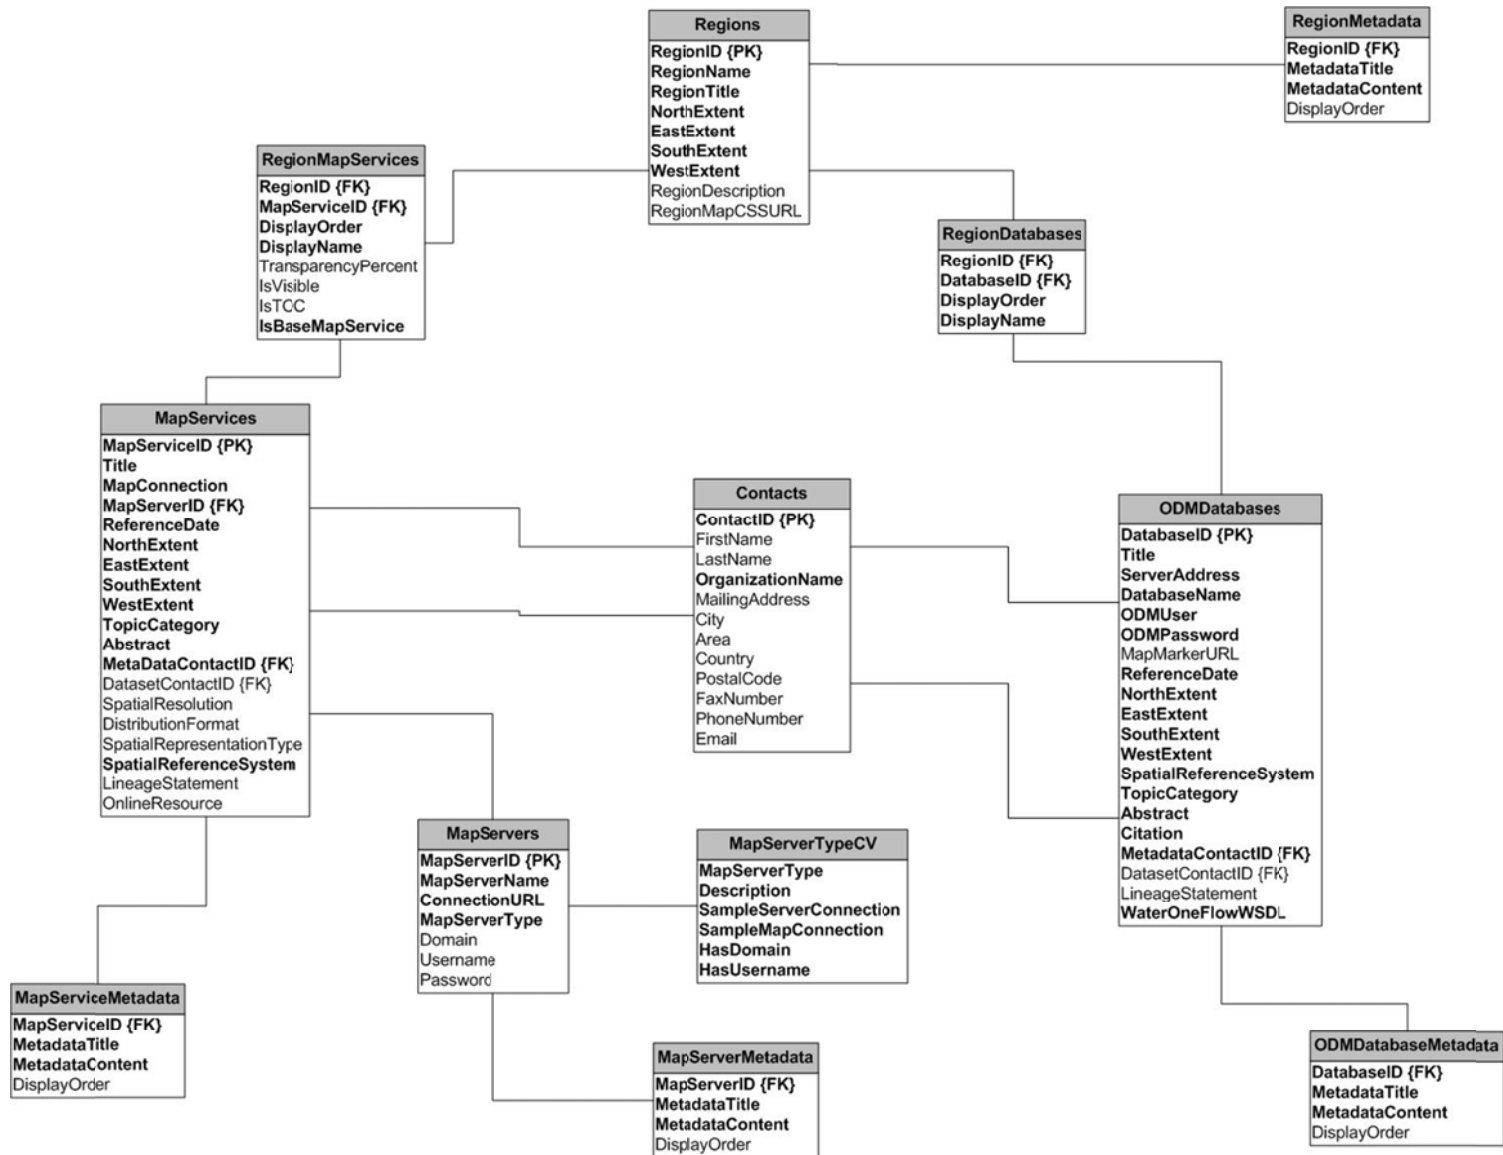 Regions
RegionID {PK}
RegionName
RegionTitle
NorthExtent
EastExtent
SouthExtent
WestExtent
RegionDescription
RegionMapCSSURL
RegionMetadata
RegionID {FK}
MetadataTitle
MetadataContent
DisplayOrder
RegionMapServices
RegionID {FK}
MapServiceID {FK}
DisplayOrder
DisplayName
TransparencyPercent
IsVisible
IsTOC
IsBaseMapService
RegionDatabases
RegionID {FK}
DatabaseID {FK}
DisplayOrder
DisplayName
MapServices
MapServiceID {PK}
Title
MapConnection
MapServerID {FK}
ReferenceDate
NorthExtent
EastExtent
SouthExtent
WestExtent
TopicCategory
Abstract
MetaDataContactID {FK}
DatasetContactID {FK}
SpatialResolution
DistributionFormat
SpatialRepresentationType
SpatialReferenceSystem
LineageStatement
OnlineResource
Contacts
ContactID {PK}
FirstName
LastName
OrganizationName
MailingAddress
City
Area
Country
PostalCode
FaxNumber
PhoneNumber
Email
ODMDatabases
DatabaseID {PK}
Title
ServerAddress
DatabaseName
ODMUser
ODMPassword
MapMarkerURL
ReferenceDate
NorthExtent
EastExtent
SouthExtent
WestExtent
SpatialReferenceSystem
TopicCategory
Abstract
Citation
MetadataContactID {FK}
DatasetContactID {FK}
LineageStatement
WaterOneFlowWSDL
MapServers
MapServerID {PK}
MapServerName
ConnectionURL
MapServerType
Domain
Username
Password
MapServerTypeCV
MapServerType
Description
SampleServerConnection
SampleMapConnection
HasDomain
HasUsername
MapServiceMetadata
MapServiceID {FK}
MetadataTitle
MetadataContent
DisplayOrder
MapServerMetadata
MapServerID {FK}
MetadataTitle
MetadataContent
DisplayOrder
ODMDatabaseMetadata
DatabaseID {FK}
MetadataTitle
MetadataContent
DisplayOrder